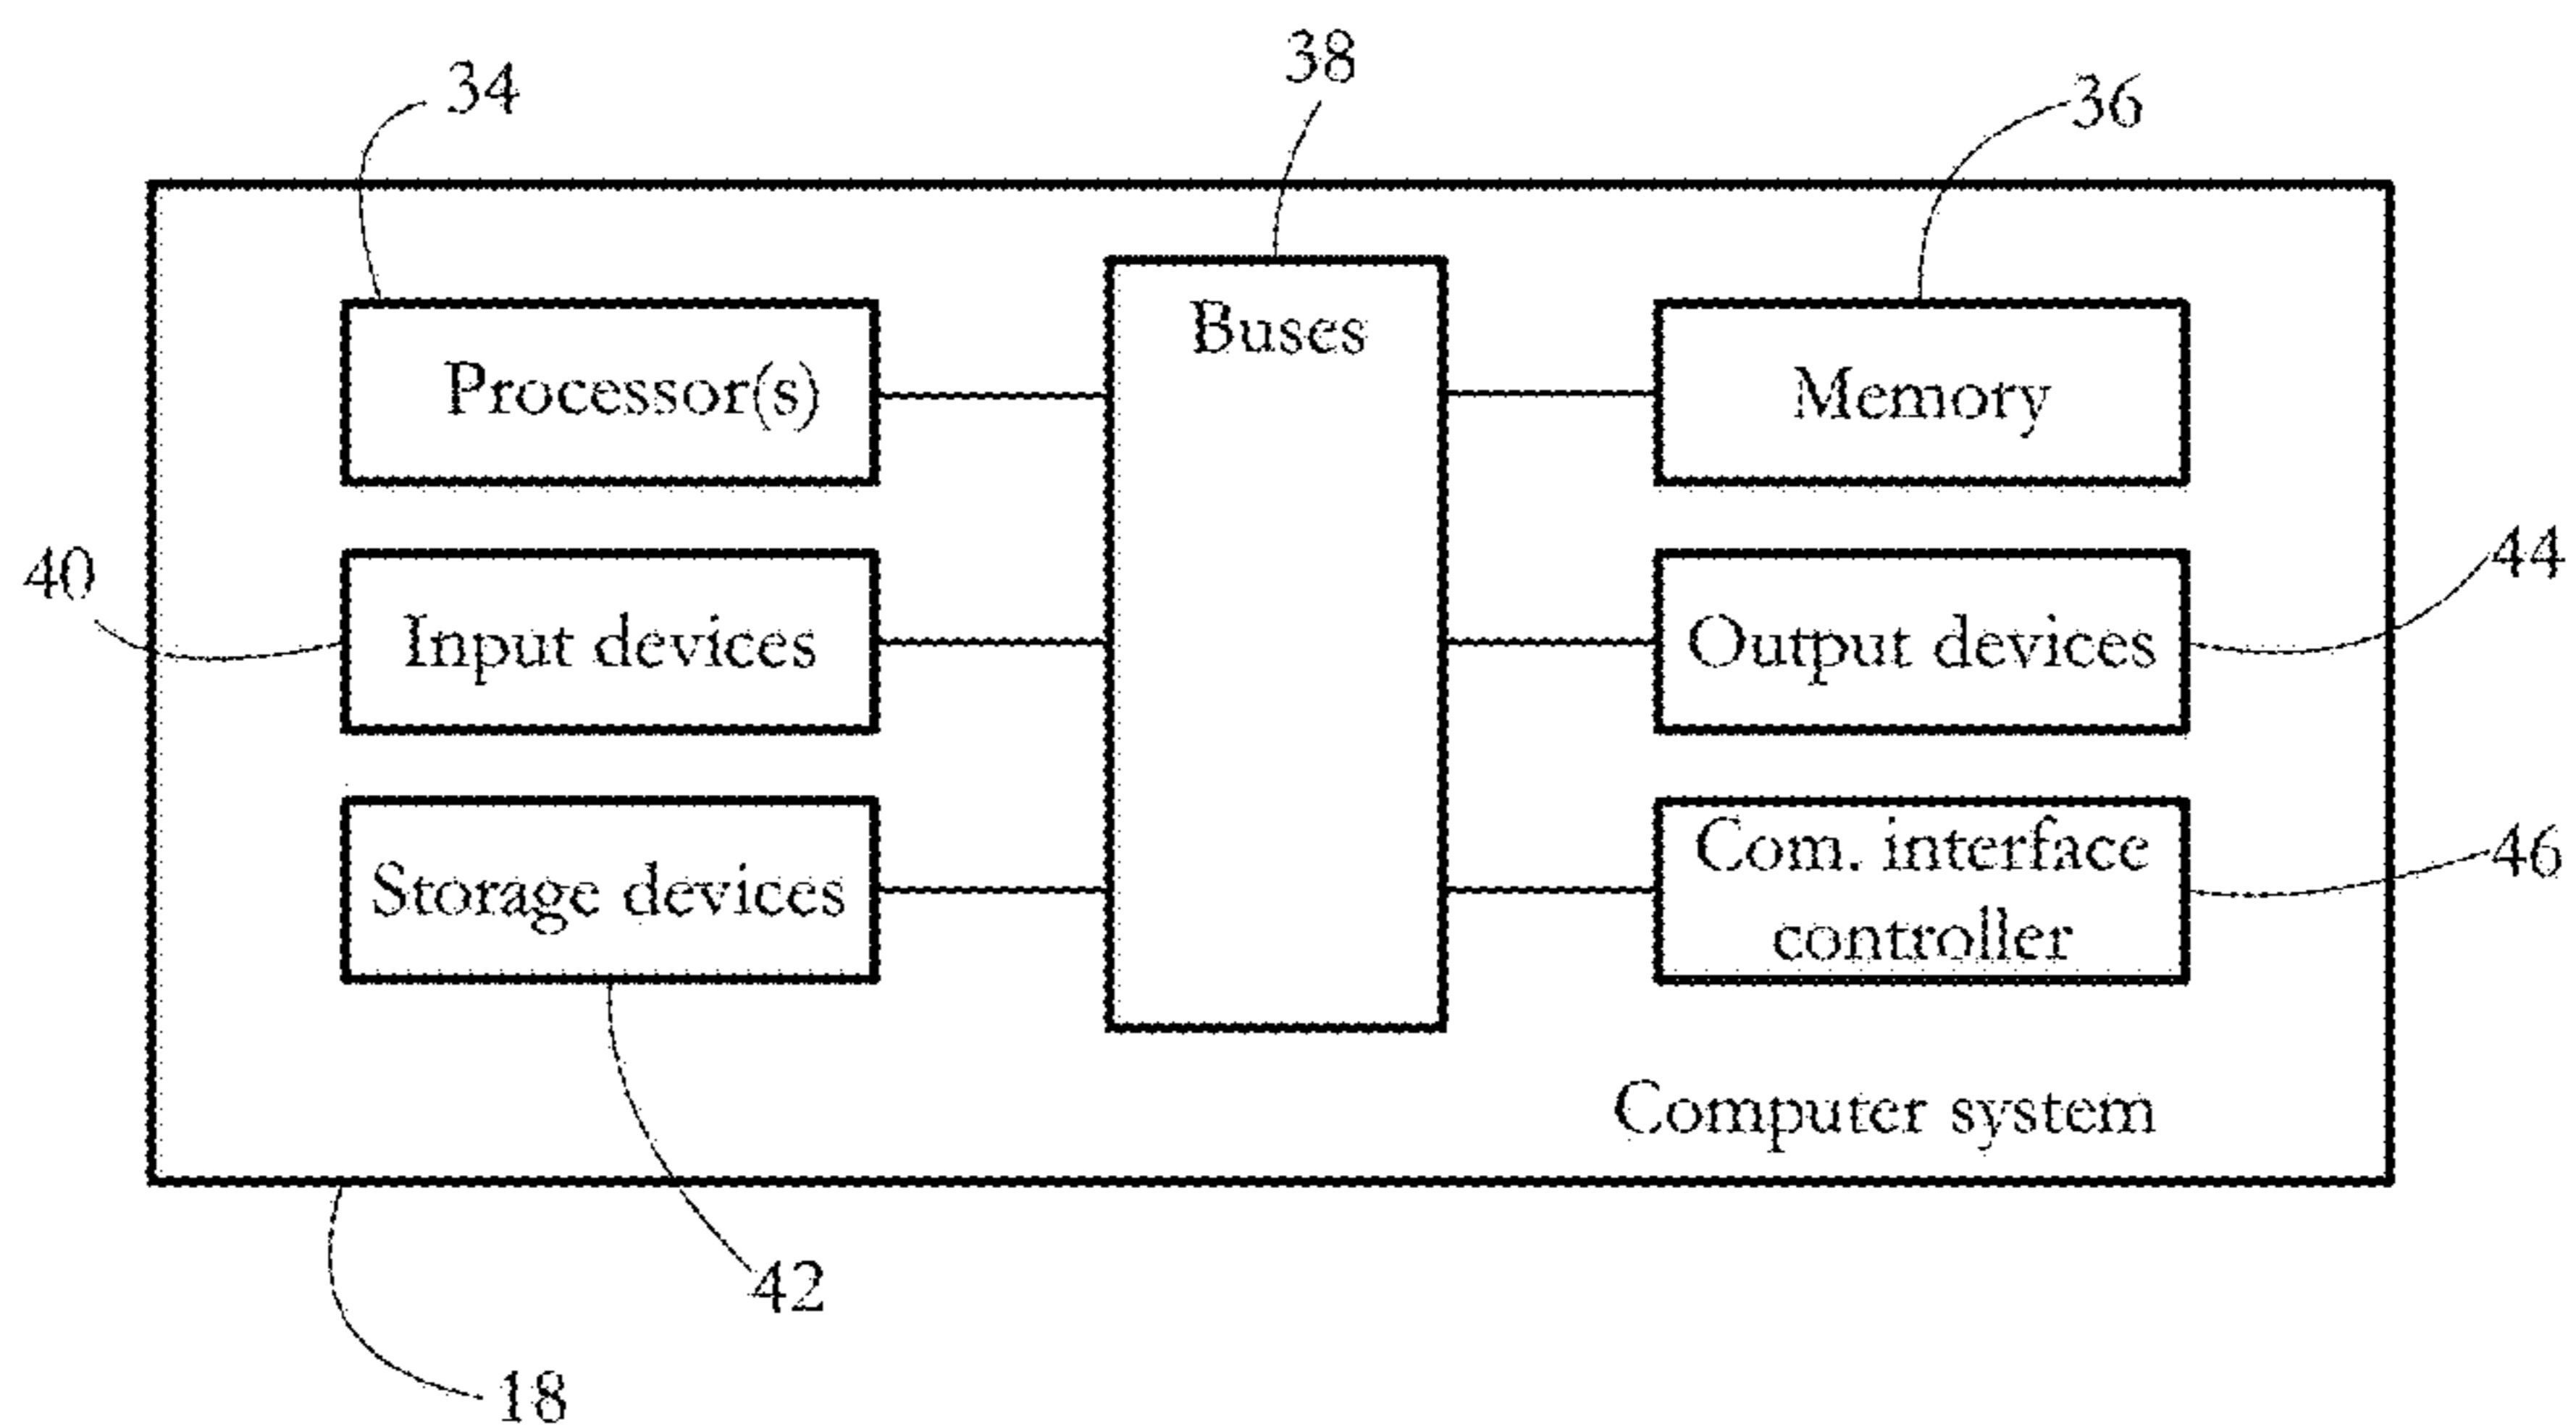 38
34
36
Buses
Processor(s)
Memory
40
44
Input devices
Output devices
Storage devices
Com. interface
controller
46
Computer system
42
18